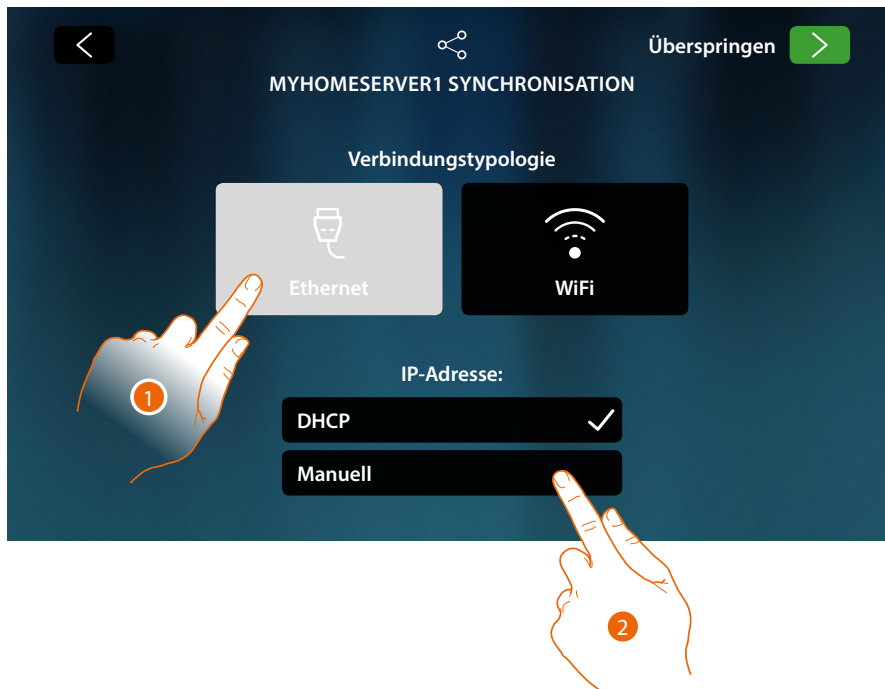 Überspringen
MYHOMESERVER1 SYNCHRONISATION
Verbindungstypologie
Ethernet
WiFi
1
IP-Adresse:
DHCP
Manuell
2